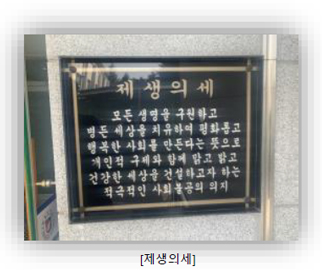 제생의세
모든 생명을 구원하고
병든 세상을 치유하여 평화롭고
행복한 사회를 만든다는 뜻으로
개인적 구제와 함께 맑고 밝고
건강한 세상을 건설하고자 하는
적극적인 사회불공의 의지
[제생의세]